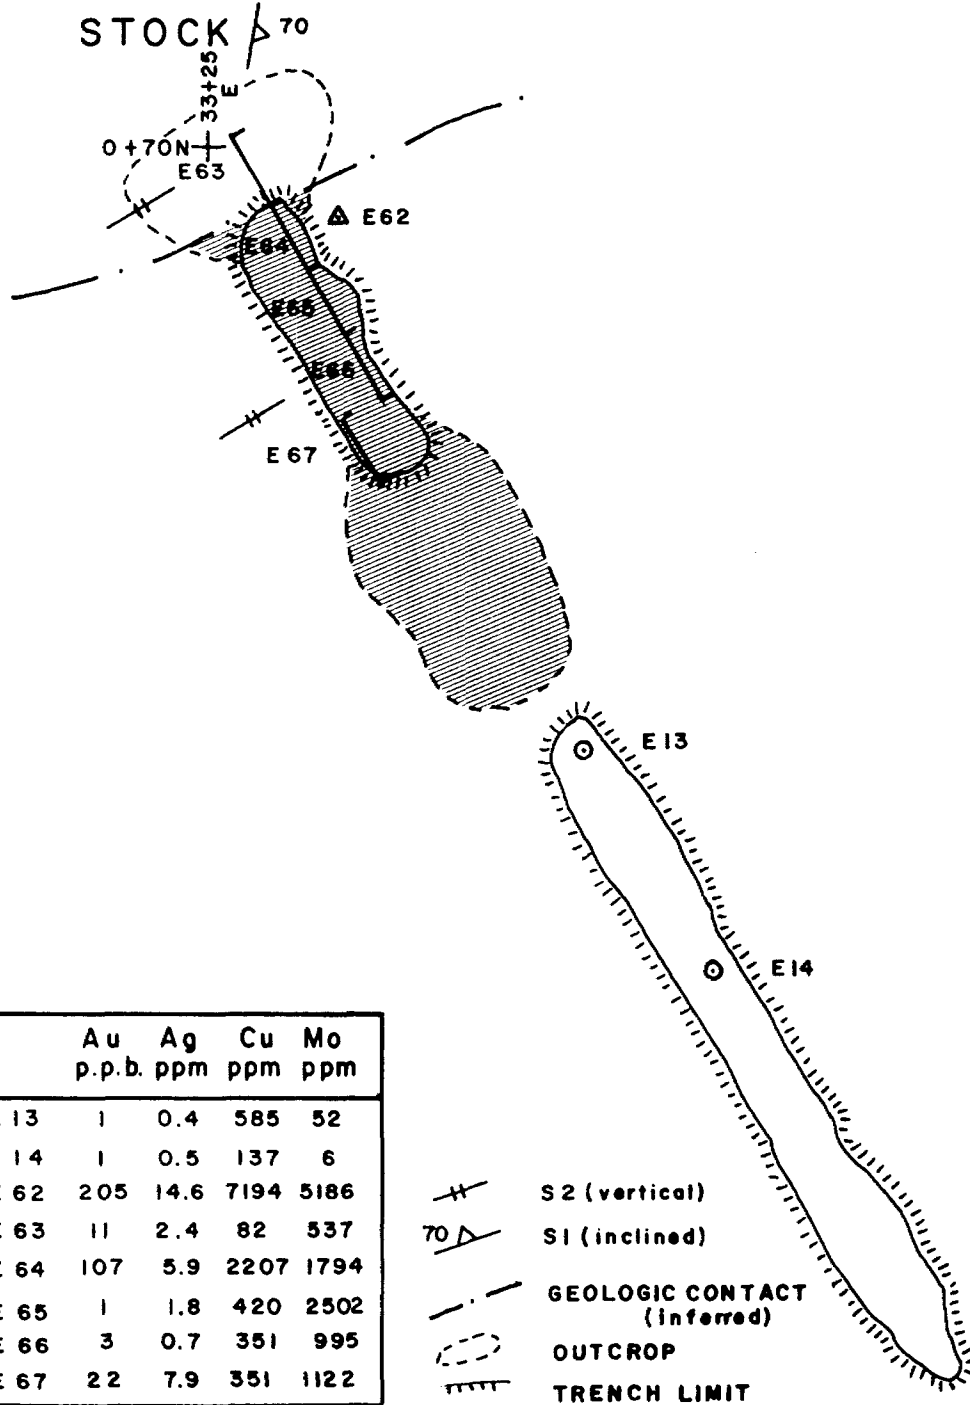 STOCK
70
33+25
E
0+70N
E63
E62
E64
E65
E66
E 67
E13
E14
Au Ag Cu Mo
p.p.b. ppm ppm ppm
13 1 0.4 585 52
14 1 0.5 137 6
E 62 205 14.6 7194 5186
E 63 11 2.4 82 537
E 64 107 5.9 2207 1794
E 65 1 1.8 420 2502
E 66 3 0.7 351 995
E 67 22 7.9 351 1122
S2 (vertical)
70
S1 (inclined)
GEOLOGIC CONTACT
(inferred)
OUTCROP
TRENCH LIMIT